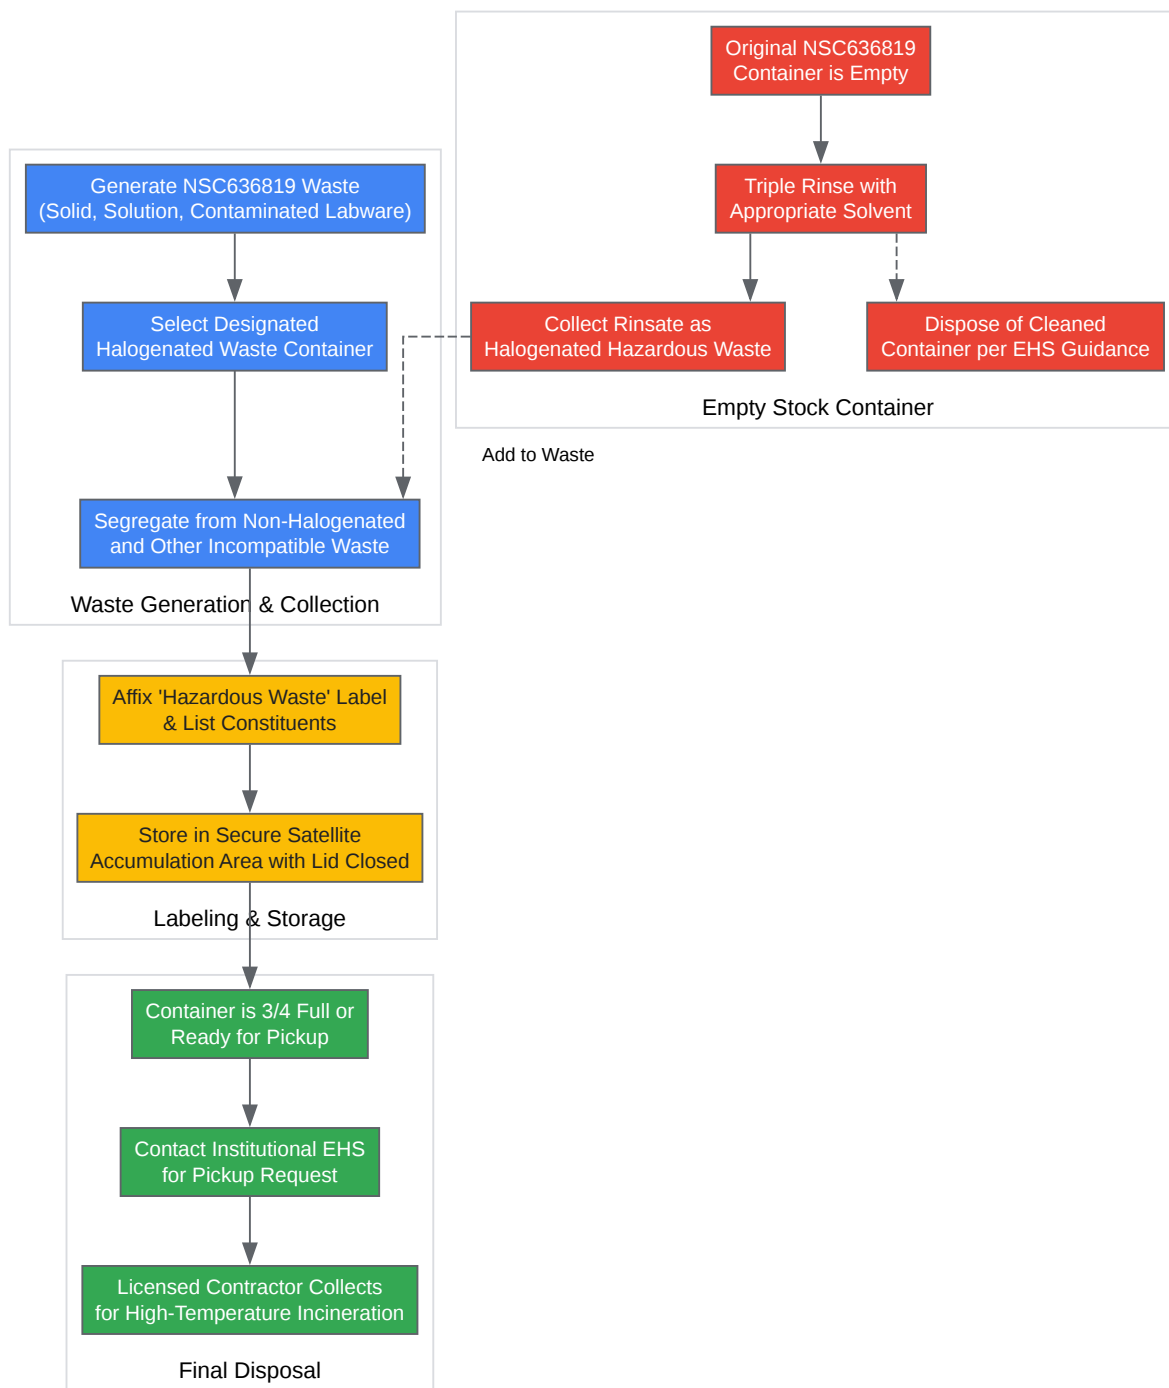 Original NSC636819
Container is Empty
Generate NSC636819 Waste
(Solid, Solution, Contaminated Labware)
Triple Rinse with
Appropriate Solvent
Select Designated
Halogenated Waste Container
Collect Rinsate as
Halogenated Hazardous Waste
Dispose of Cleaned
Container per EHS Guidance
Empty Stock Container
Add to Waste
Segregate from Non-Halogenated
and Other Incompatible Waste
Waste Generation & Collection
Affix 'Hazardous Waste' Label
& List Constituents
Store in Secure Satellite
Accumulation Area with Lid Closed
Labeling & Storage
Container is 3/4 Full or
Ready for Pickup
Contact Institutional EHS
for Pickup Request
Licensed Contractor Collects
for High-Temperature Incineration
Final Disposal